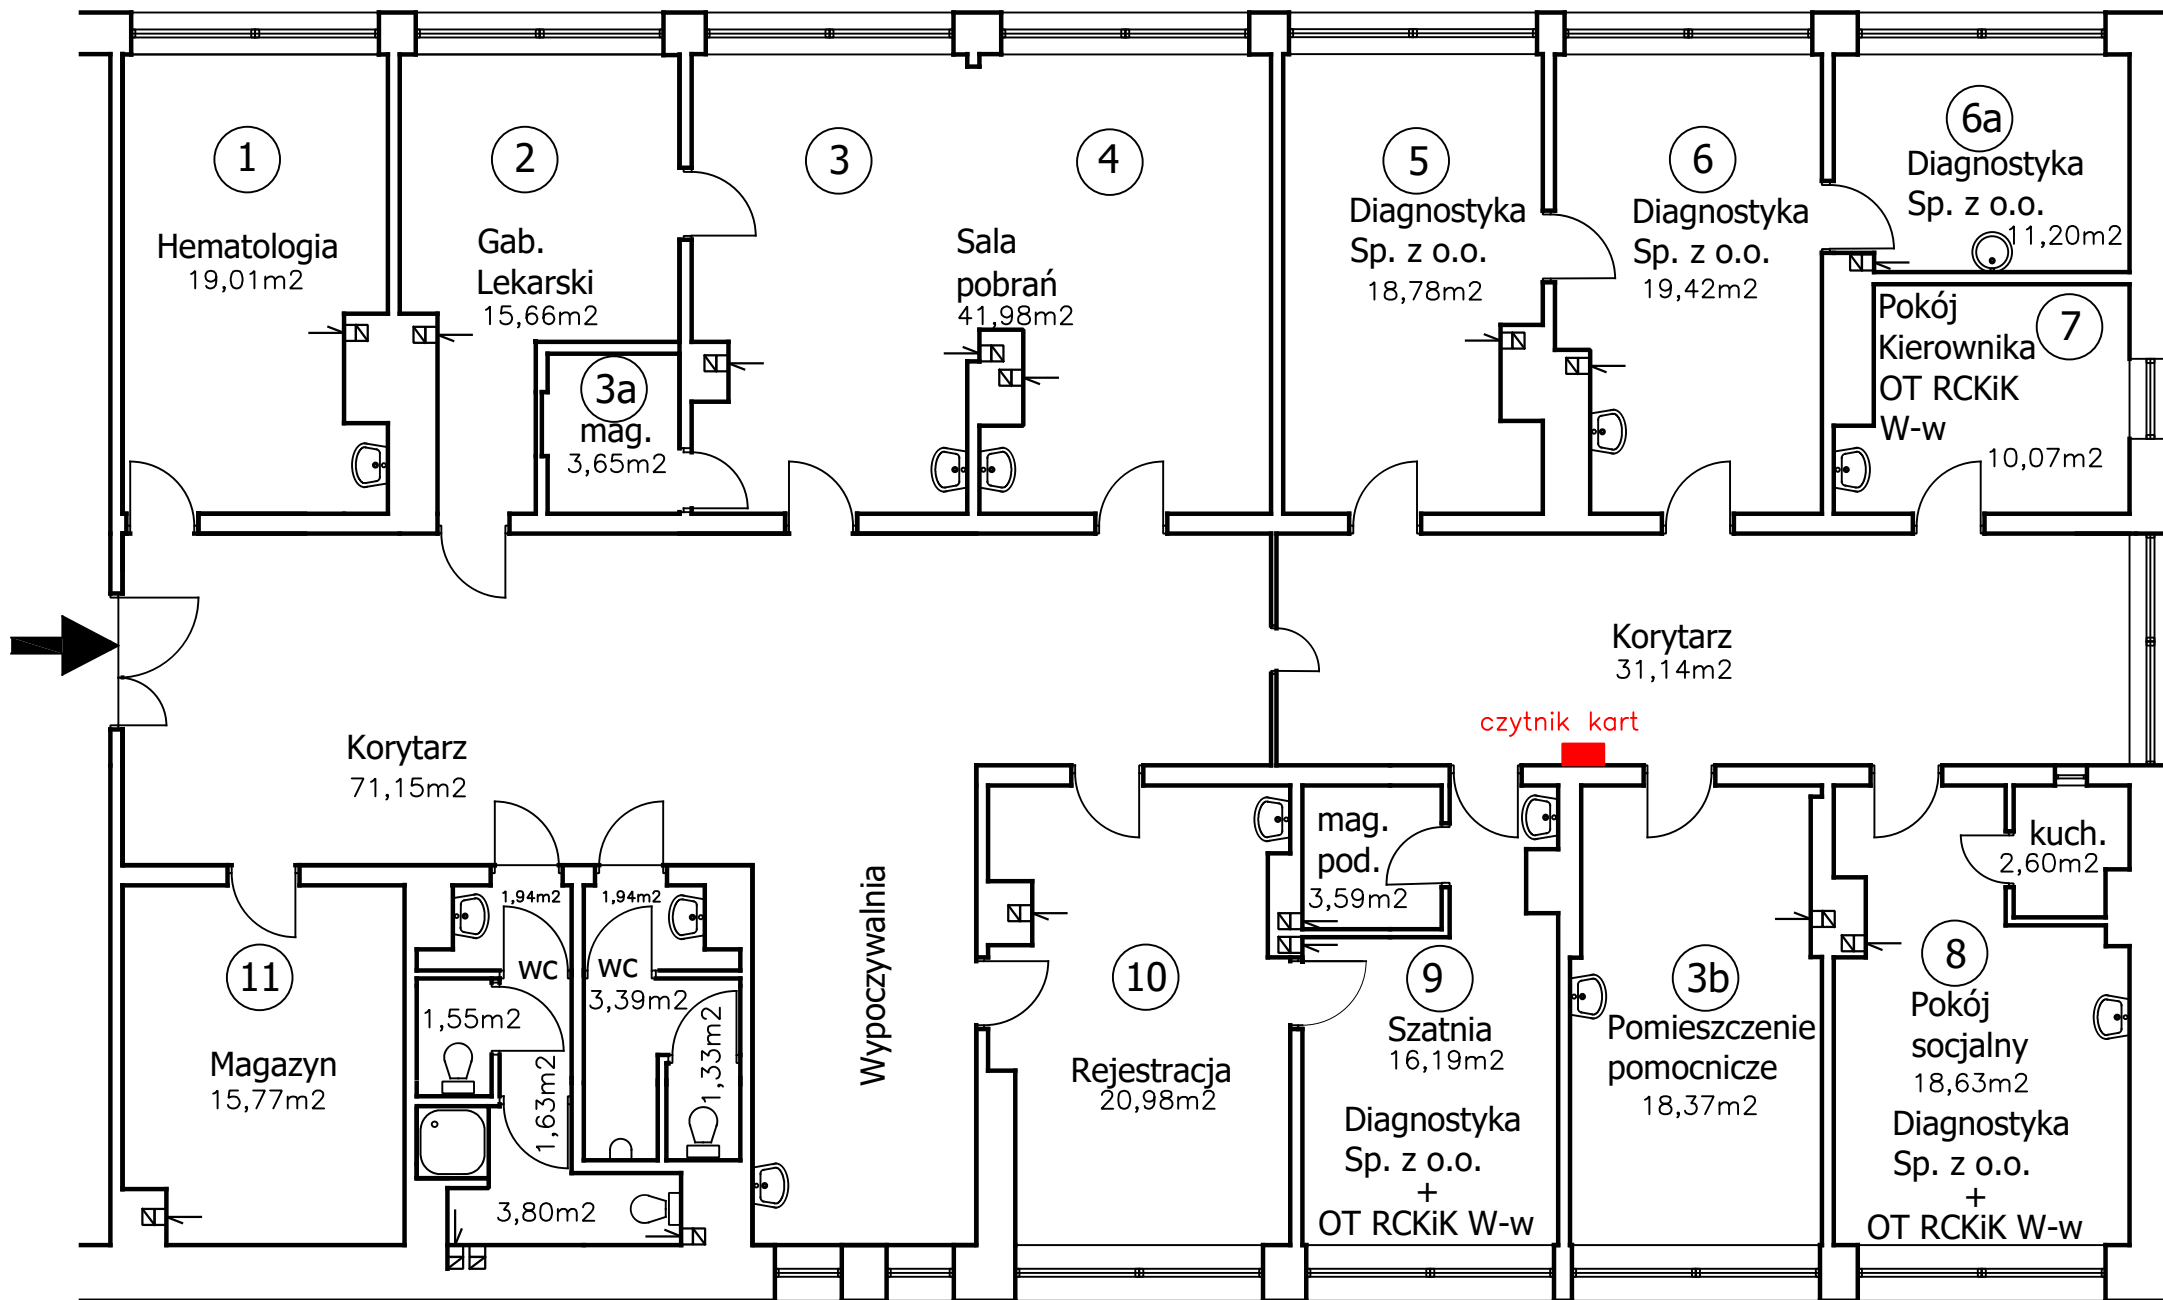 1
Hematologia
19,01m2
2
Gab.
Lekarski
15,66m2
3a
mag.
3,65m2
3
4
Sala
pobrań
41,98m2
5
Diagnostyka
Sp. z o.o.
18,78m2
6
Diagnostyka
Sp. z o.o.
19,42m2
6a
Diagnostyka
Sp. z o.o.
11,20m2
7
Pokój
Kierownika
OT RCKiK
W-w
10,07m2
Korytarz
71,15m2
Korytarz
31,14m2
czytnik kart
11
Magazyn
15,77m2
1,94m2
wc
1,55m2
1,63m2
3,80m2
1,94m2
wc
3,39m2
1,33m2
Wypoczywalnia
10
Rejestracja
20,98m2
mag.
pod.
3,59m2
9
Szatnia
16,19m2
Diagnostyka
Sp. z o.o.
+
OT RCKiK W-w
3b
Pomieszczenie
pomocnicze
18,37m2
kuch.
2,60m2
8
Pokój
socjalny
18,63m2
Diagnostyka
Sp. z o.o.
+
OT RCKiK W-w